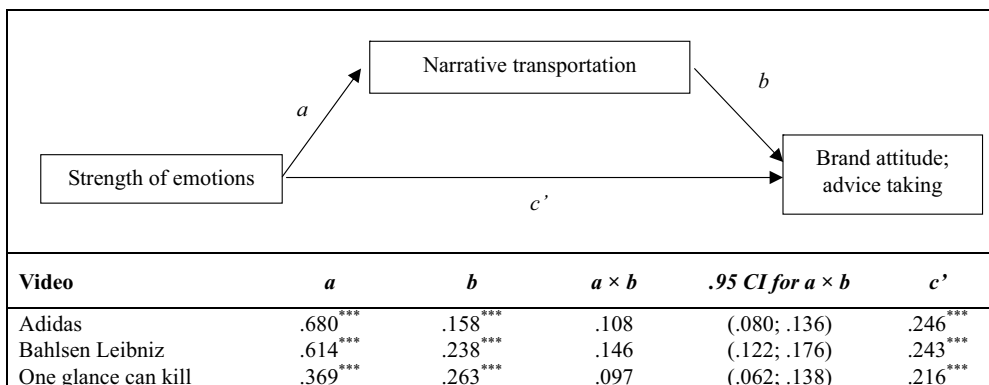 Narrative transportation
a
b
Strength of emotions
Brand attitude;
advice taking
c’
Video a b a × b .95 CI for a × b c’
Adidas .680*** .158*** .108 (.080; .136) .246***
Bahlsen Leibniz .614*** .238*** .146 (.122; .176) .243***
One glance can kill .369*** .263*** .097 (.062; .138) .216***